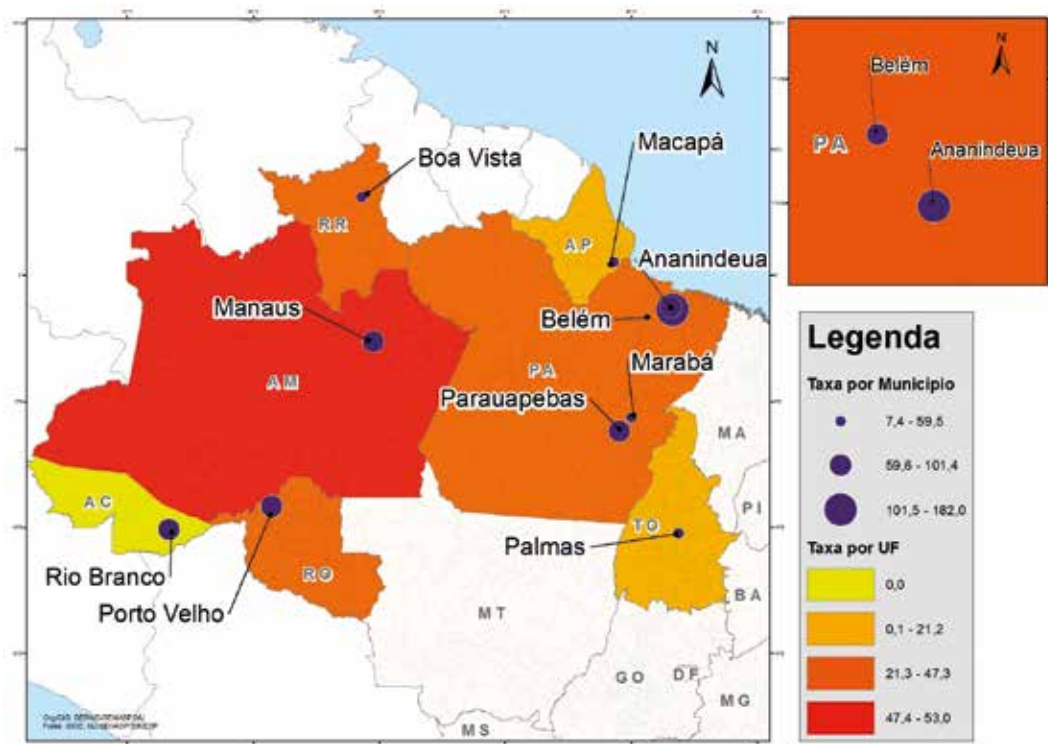 N
Boa Vista
Macapá
RR
AP
Ananindeua
Manaus
Belém
AM
PA
Marabá
Parauapebas
MA
AC
PI
TO
Palmas
Rio Branco
RO
BA
Porto Velho
MT
GO
DF
MG
MS
N
Belém
PA
Ananindeua
Legenda
Taxa por Município
7,4 - 59,5
59,6 - 101,4
101,5 - 182,0
Taxa por UF
0,0
0,1 - 21,2
21,3 - 47,3
47,4 - 53,0